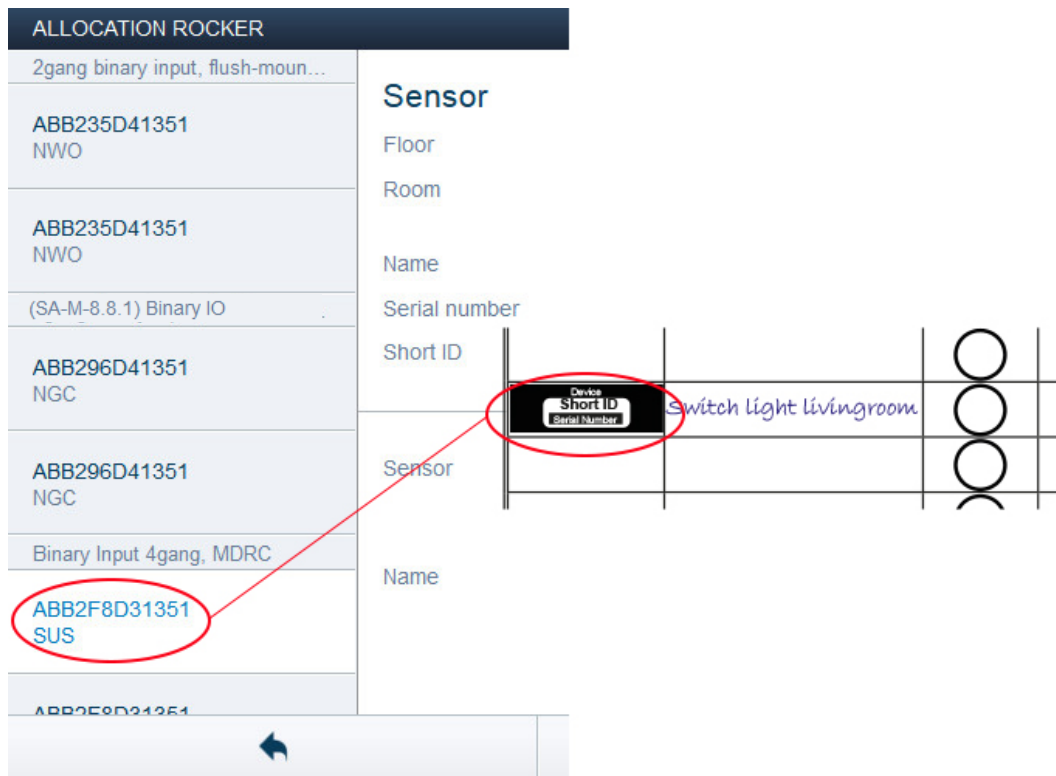 ALLOCATION ROCKER
2gang binary input, flush-moun...
ABB235D41351
NWO
ABB235D41351
NWO
(SA-M-8.8.1) Binary IO
ABB296D41351
NGC
ABB296D41351
NGC
Binary Input 4gang, MDRC
ABB2F8D31351
SUS
ABB2F8D31351
Sensor
Floor
Room
Name
Serial number
Short ID
Device
Short ID
Serial Number
Switch light livingroom
Sensor
Name